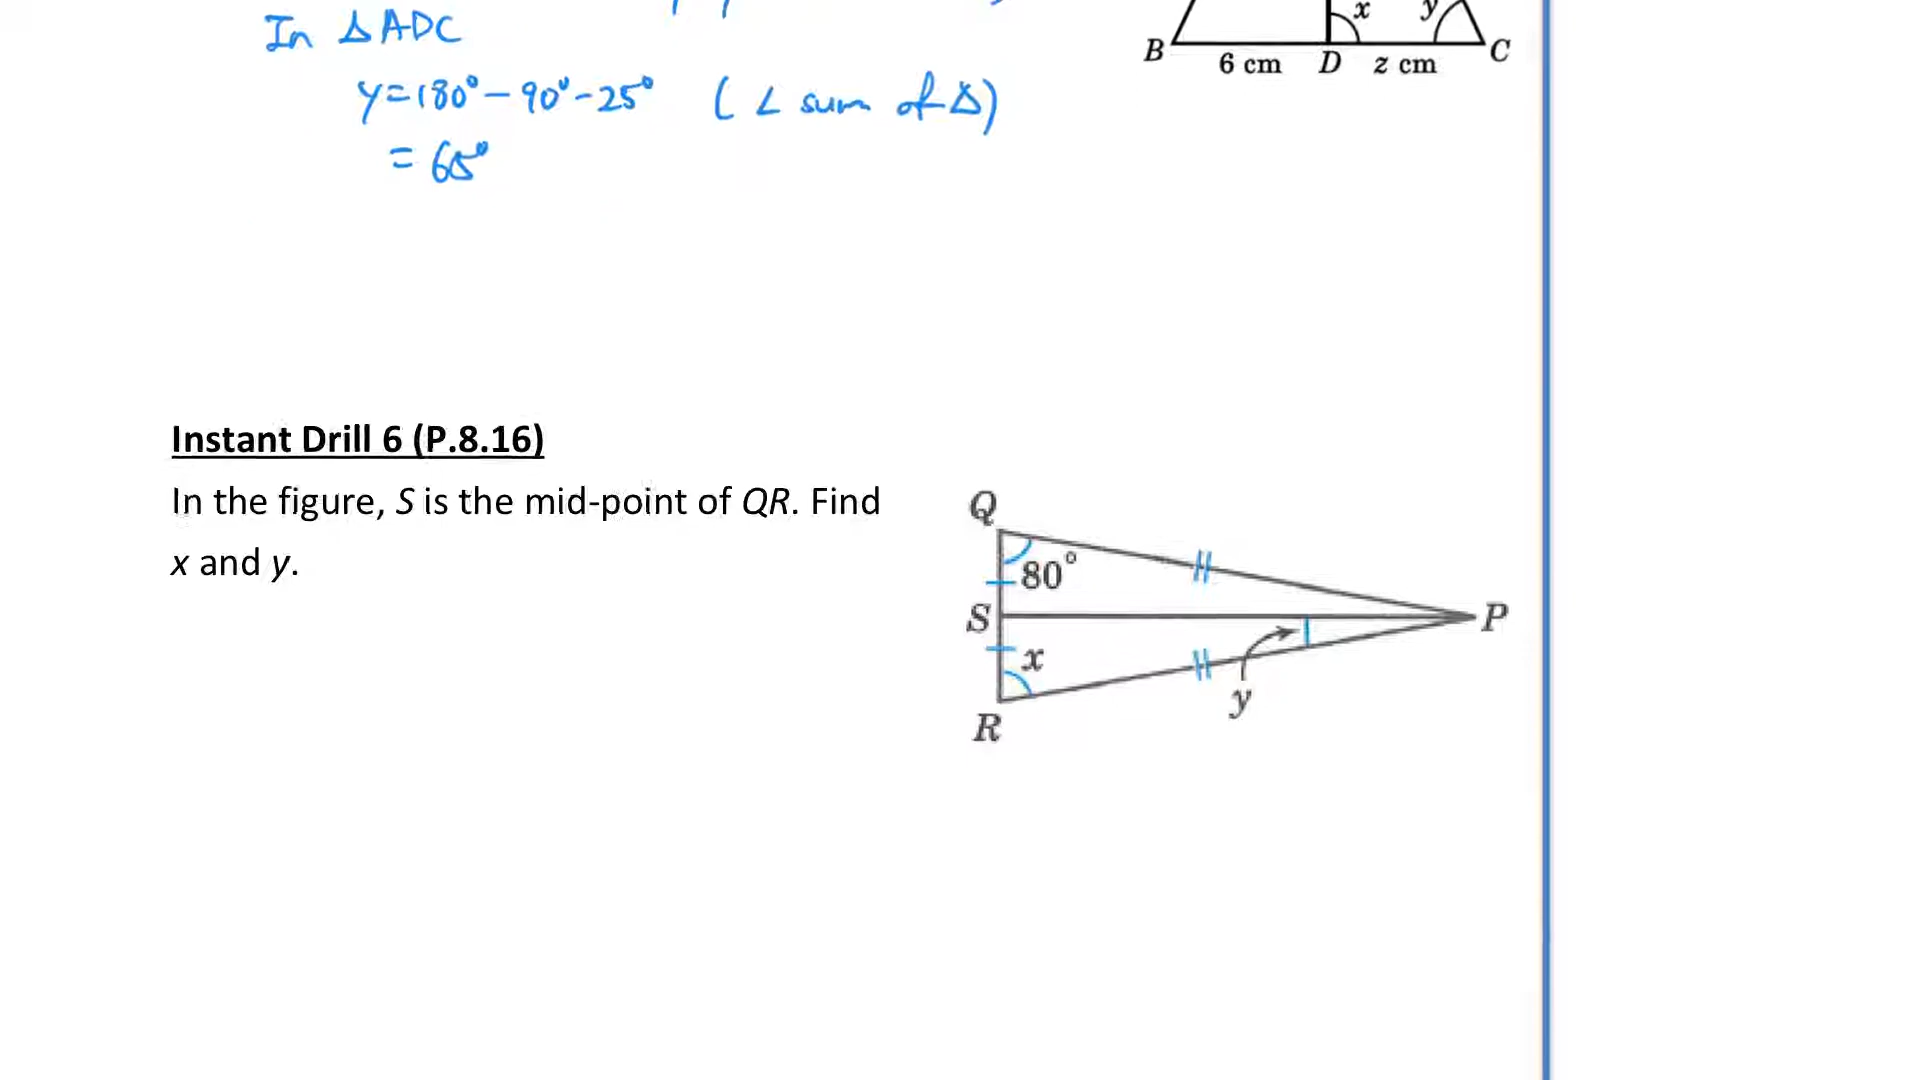 In △ADC
x y
B 6 cm D z cm C
y=180°-90°-25° (∠ sum of △)
= 65°
Instant Drill 6 (P.8.16)
In the figure, S is the mid-point of QR. Find
x and y.
Q
80°
S P
x
y
R